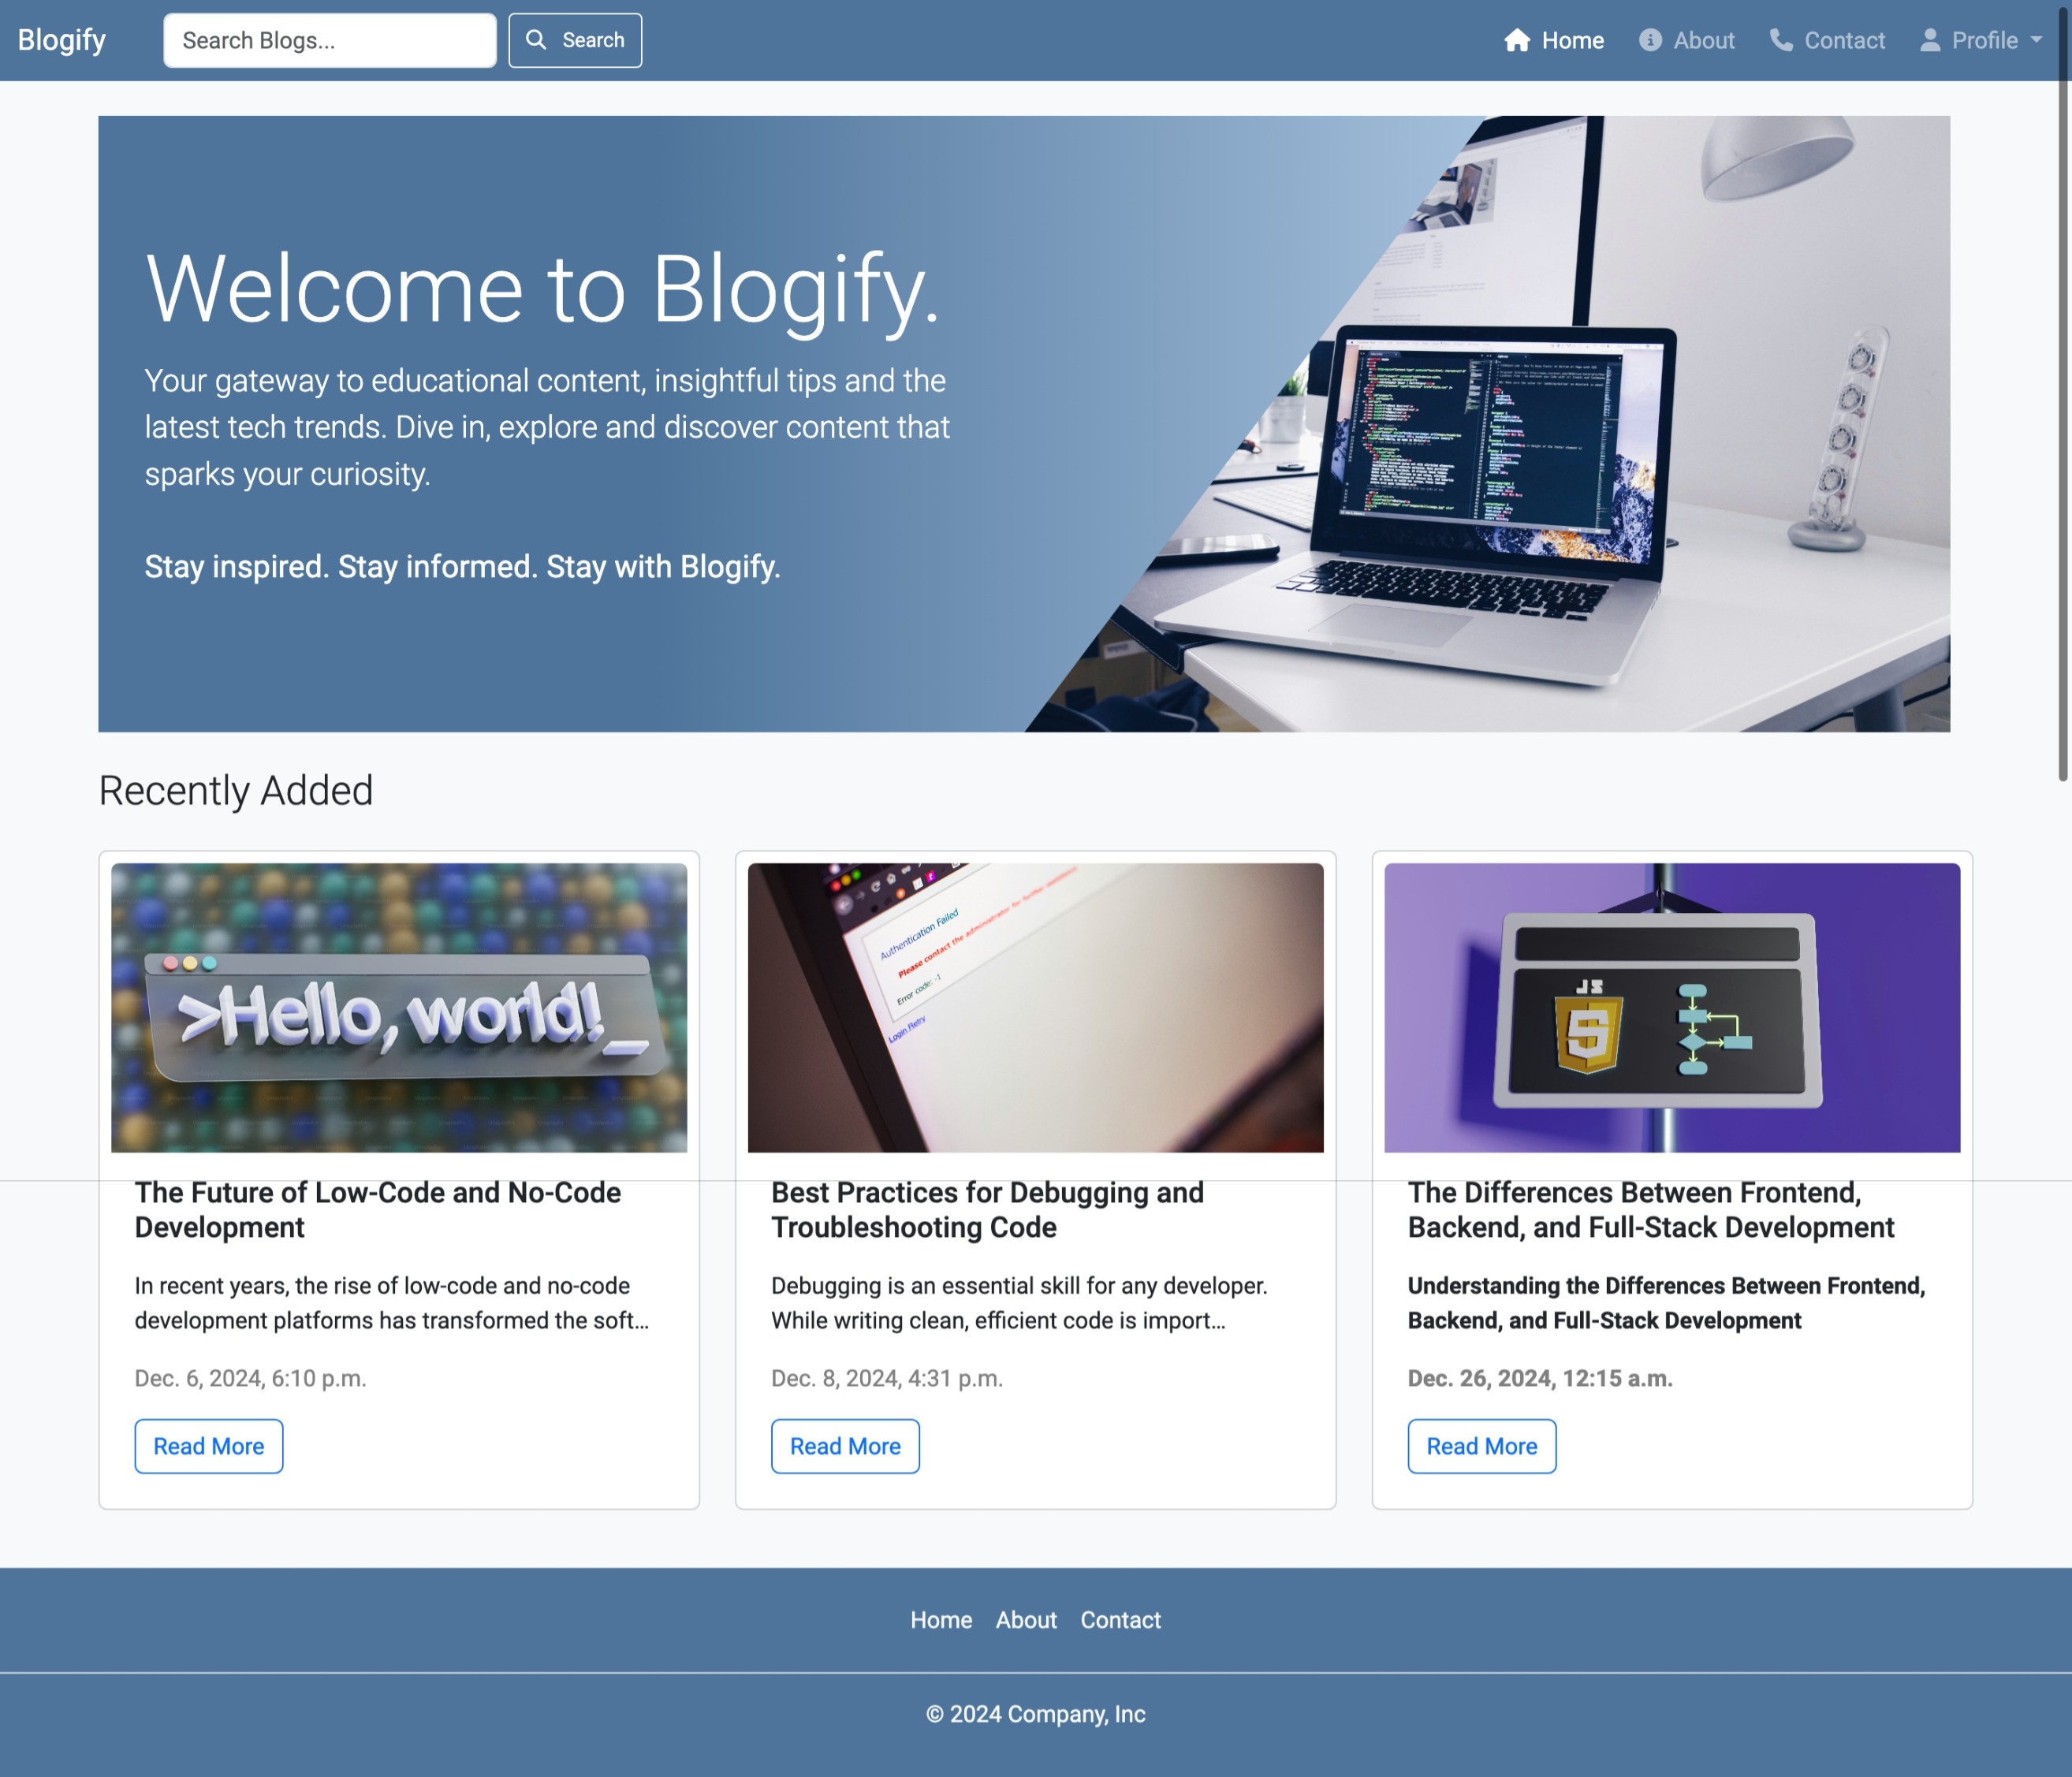 Blogify
Search Blogs...
Search
Home
About
Contact
Profile
Welcome to Blogify.
Your gateway to educational content, insightful tips and the
latest tech trends. Dive in, explore and discover content that
sparks your curiosity.
Stay inspired. Stay informed. Stay with Blogify.
Recently Added
>Hello, world!_
The Future of Low-Code and No-Code
Development
In recent years, the rise of low-code and no-code
development platforms has transformed the soft...
Dec. 6, 2024, 6:10 p.m.
Read More
Authentication Failed
Please contact the administrator for further
Error code: -1
Login Retry
Best Practices for Debugging and
Troubleshooting Code
Debugging is an essential skill for any developer.
While writing clean, efficient code is import...
Dec. 8, 2024, 4:31 p.m.
Read More
JS
5
The Differences Between Frontend,
Backend, and Full-Stack Development
Understanding the Differences Between Frontend,
Backend, and Full-Stack Development
Dec. 26, 2024, 12:15 a.m.
Read More
Home About Contact
© 2024 Company, Inc